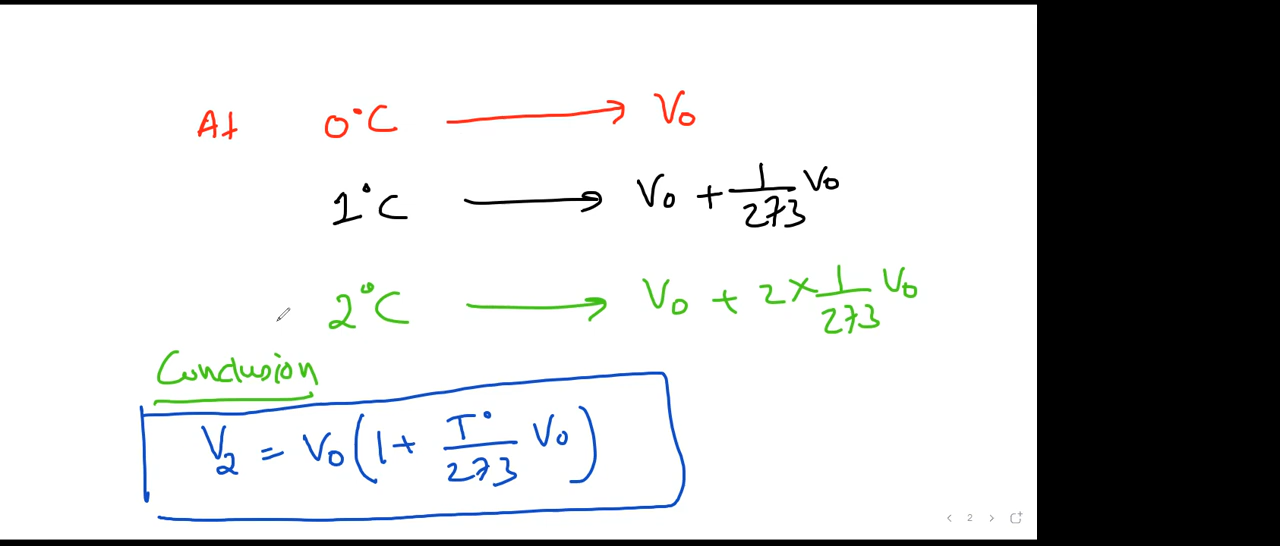 At 0°C ⟶ V₀
1°C ⟶ V₀ + 1/273 V₀
2°C ⟶ V₀ + 2 × 1/273 V₀
Conclusion
V₂ = V₀(1 + T°/273 V₀)
< 2 >